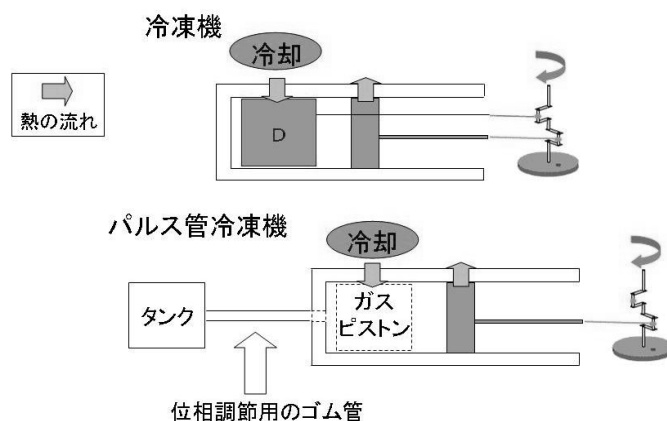 冷凍機
冷却
熱の流れ
D
パルス管冷凍機
冷却
タンク
ガス
ピストン
位相調節用のゴム管